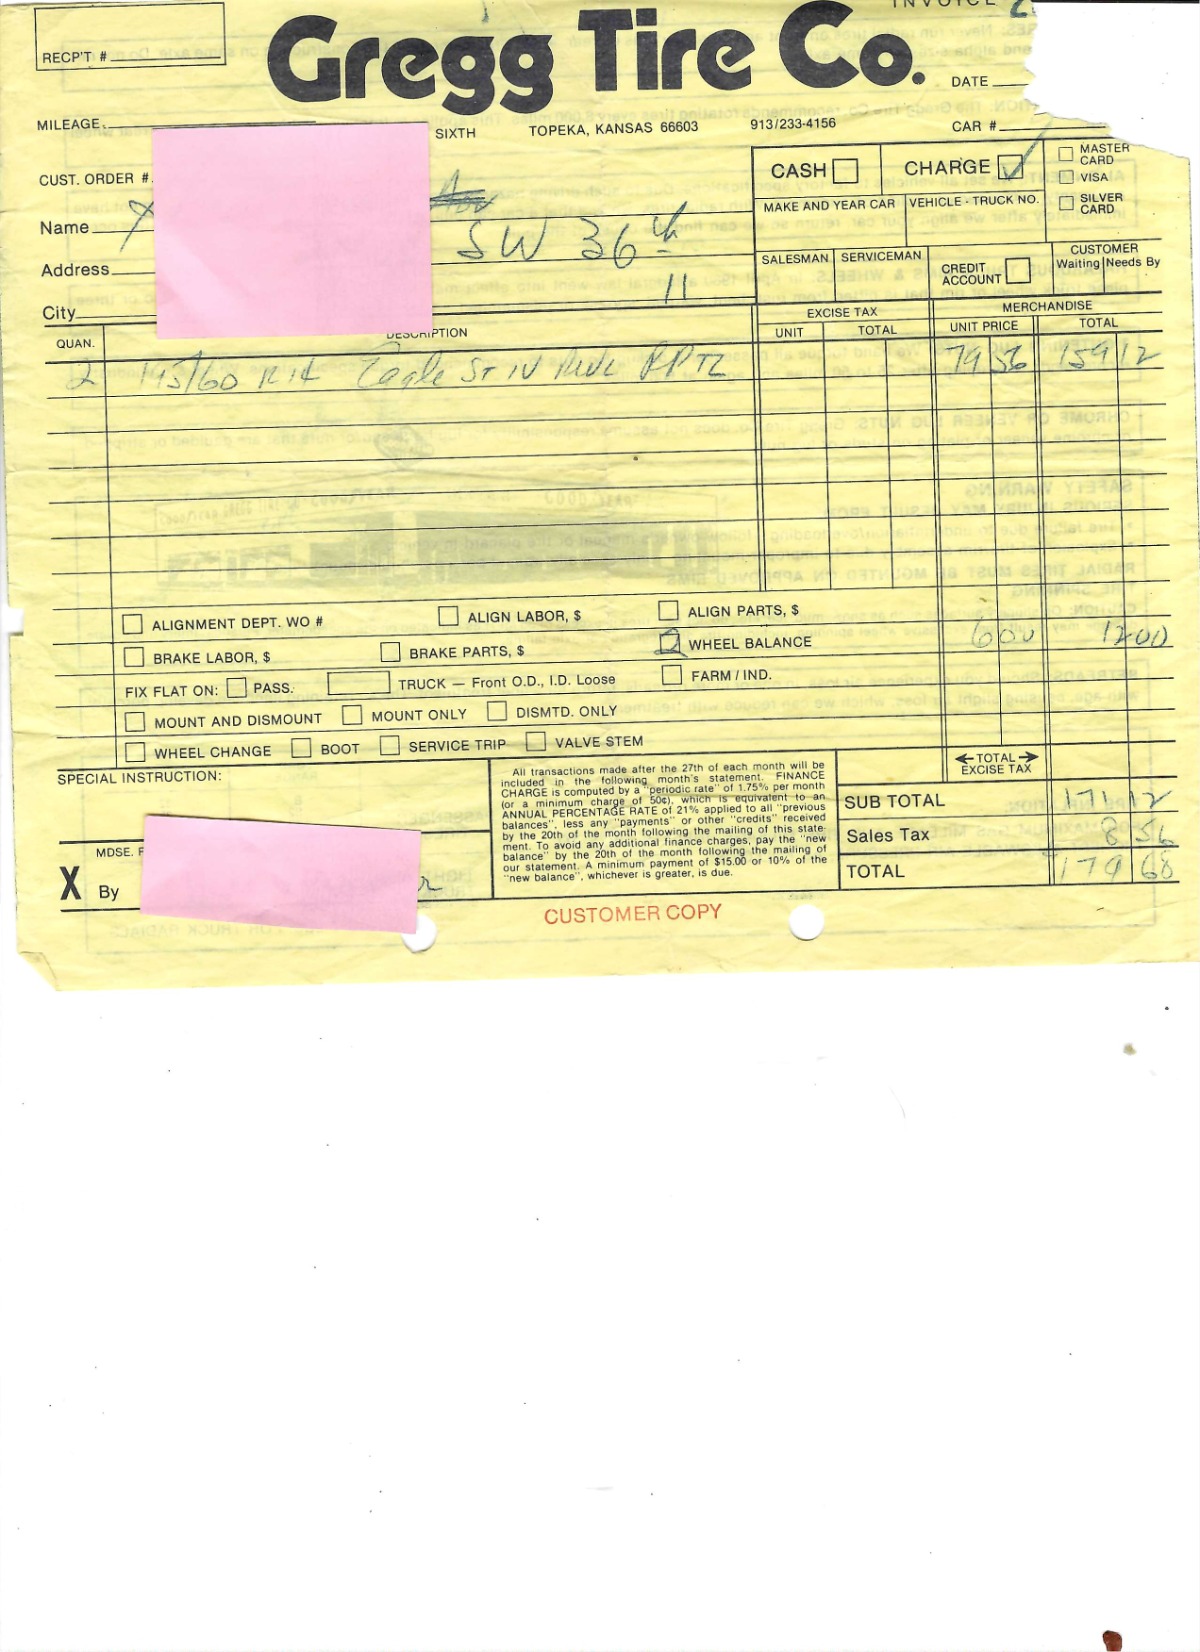 INVOICE
RECP'T #
Gregg Tire Co.
DATE
MILEAGE
SIXTH TOPEKA, KANSAS 66603 913/233-4156
CAR #
CUST. ORDER #
CASH CHARGE ✓
MASTER CARD
VISA
SILVER CARD
MAKE AND YEAR CAR VEHICLE - TRUCK NO.
Name
SW 36th
Address
SALESMAN SERVICEMAN CREDIT ACCOUNT
CUSTOMER
Waiting Needs By
City 11
QUAN. DESCRIPTION
EXCISE TAX MERCHANDISE
UNIT TOTAL UNIT PRICE TOTAL
2 195/60 R14 Eagle ST IV 79 56 159 12
ALIGNMENT DEPT. WO # ALIGN LABOR, $ ALIGN PARTS, $
BRAKE LABOR, $ BRAKE PARTS, $ 2 WHEEL BALANCE 600 1200
FIX FLAT ON: PASS. TRUCK — Front O.D., I.D. Loose FARM / IND.
MOUNT AND DISMOUNT MOUNT ONLY DISMTD. ONLY
WHEEL CHANGE BOOT SERVICE TRIP VALVE STEM
←TOTAL→
EXCISE TAX
SPECIAL INSTRUCTION:
All transactions made after the 27th of each month will be
included in the following month's statement. FINANCE
CHARGE is computed by a "periodic rate" of 1.75% per month
(or a minimum charge of 50¢), which is equivalent to an
ANNUAL PERCENTAGE RATE of 21% applied to all "previous
balances", less any "payments" or other "credits" received
by the 20th of the month following the mailing of this state-
ment. To avoid any additional finance charges, pay the "new
balance" by the 20th of the month following the mailing of
our statement. A minimum payment of $15.00 or 10% of the
"new balance", whichever is greater, is due.
SUB TOTAL 171 12
Sales Tax 8 56
TOTAL 179 68
MDSE.
X By
CUSTOMER COPY